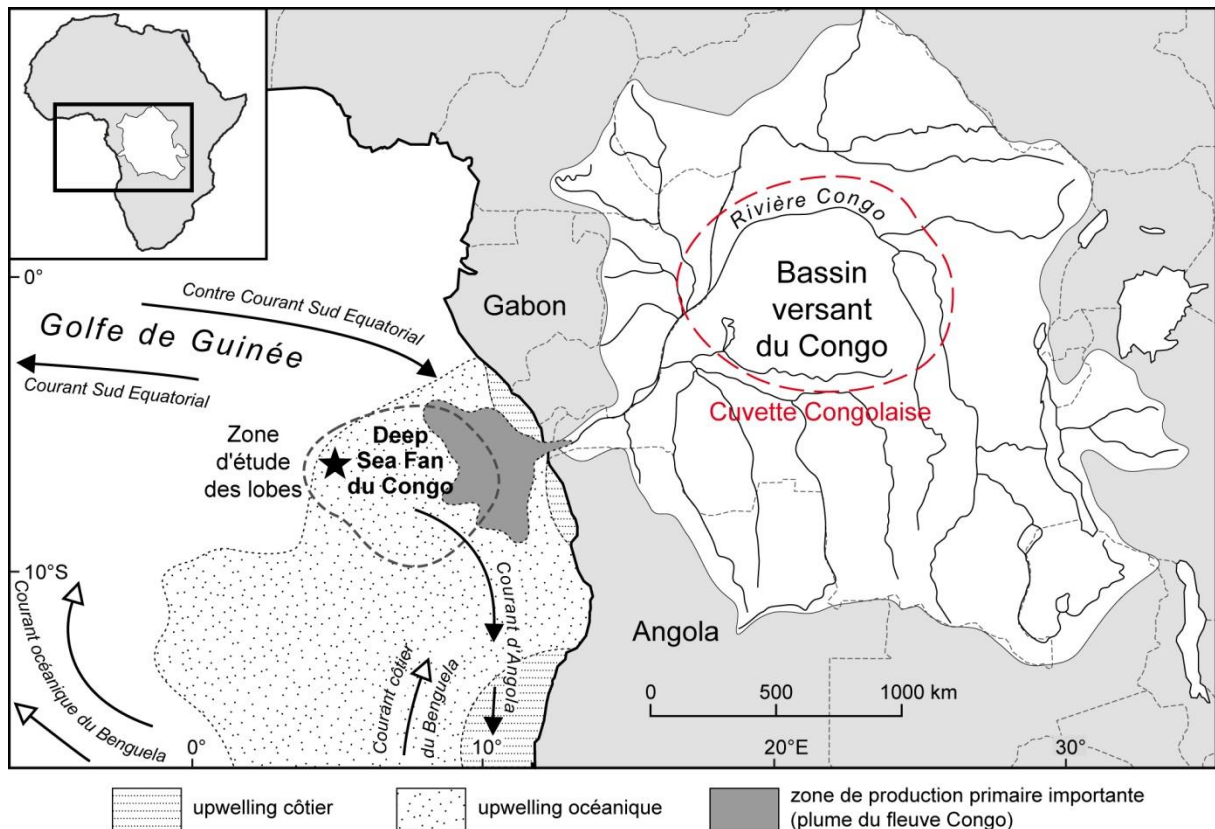 0°
Contre Courant Sud Equatorial
Golfe de Guinée
Courant Sud Equatorial
Gabon
Rivière Congo
Bassin
versant
du Congo
Cuvette Congolaise
Zone
d'étude
des lobes
Deep
Sea Fan
du Congo
10°S
Courant océanique du Benguela
Courant côtier
du Benguela
Courant d'Angola
Angola
0
500
1000 km
0°
10°
20°E
30°
upwelling côtier
upwelling océanique
zone de production primaire importante
(plume du fleuve Congo)